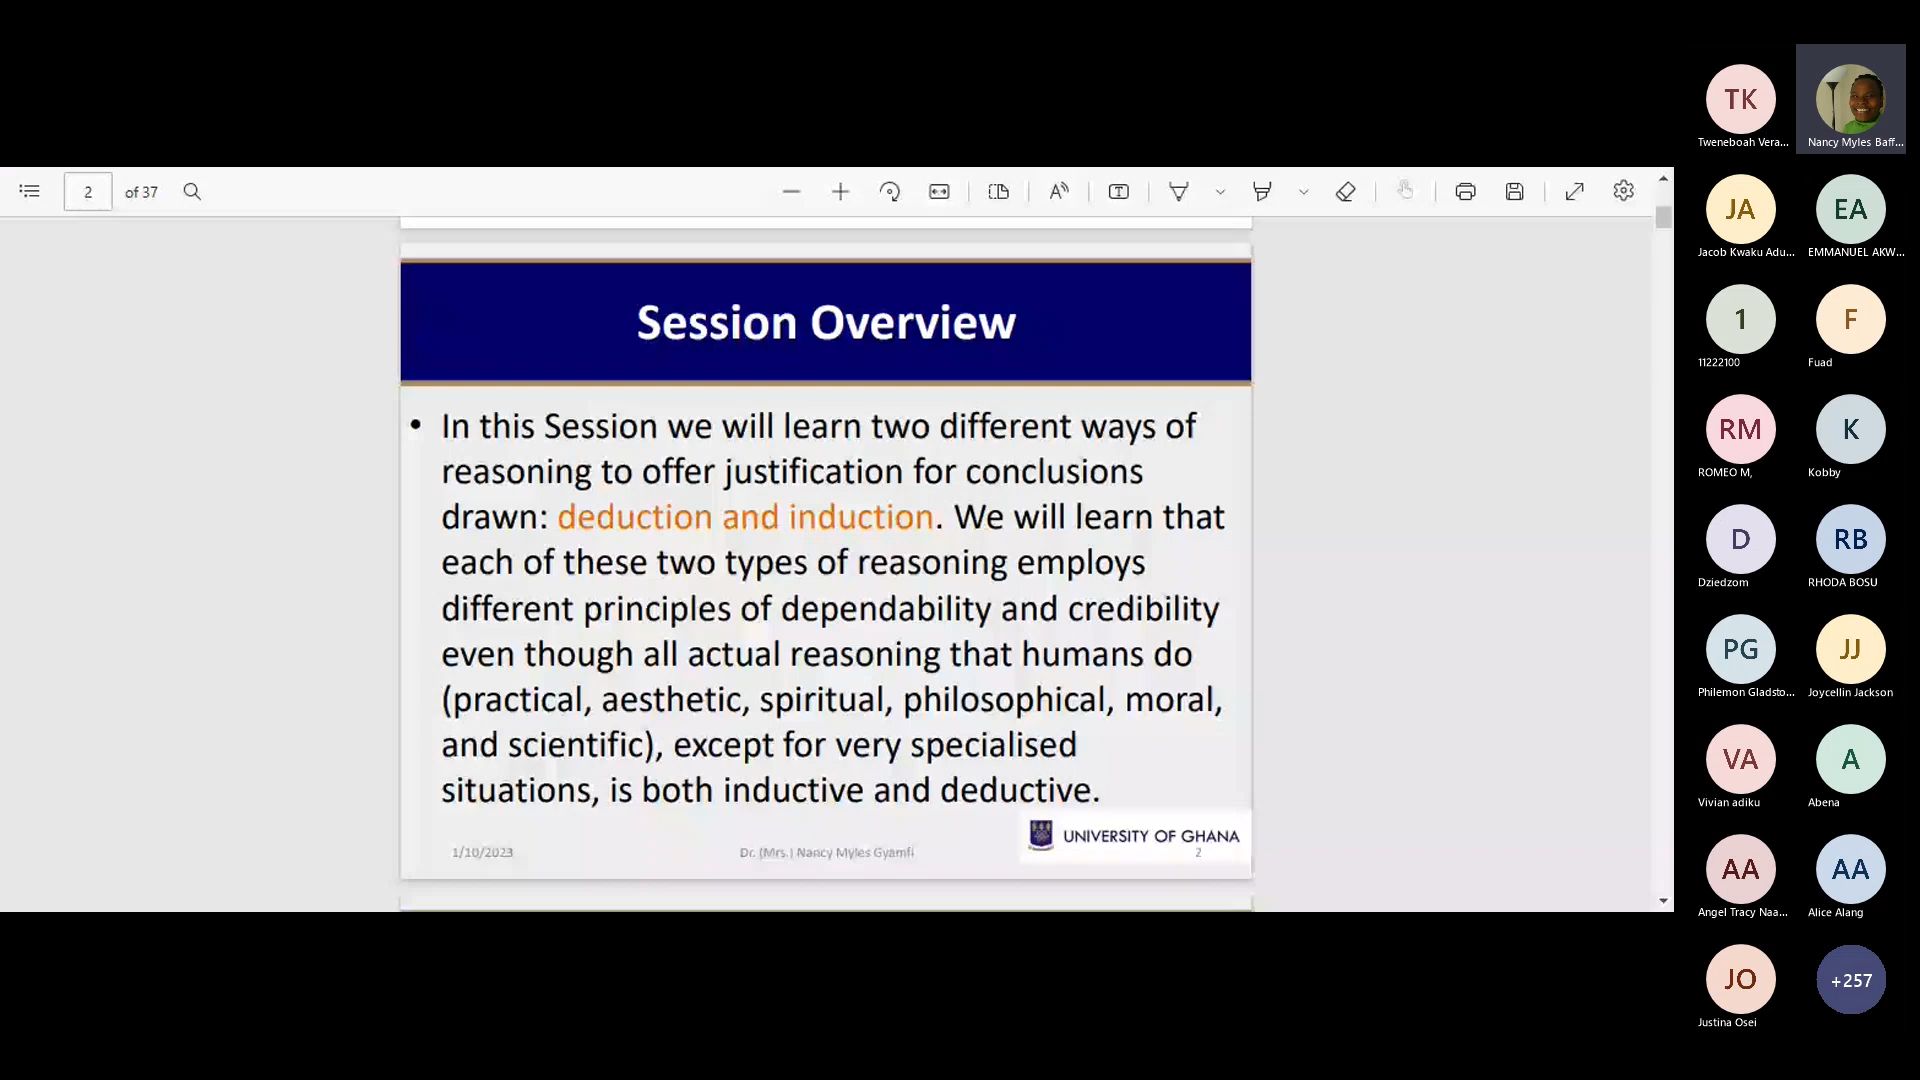 2 of 37
Session Overview
• In this Session we will learn two different ways of
reasoning to offer justification for conclusions
drawn: deduction and induction. We will learn that
each of these two types of reasoning employs
different principles of dependability and credibility
even though all actual reasoning that humans do
(practical, aesthetic, spiritual, philosophical, moral,
and scientific), except for very specialised
situations, is both inductive and deductive.
UNIVERSITY OF GHANA
1/10/2023 Dr. (Mrs.) Nancy Myles Gyamfi 2
TK
Tweneboah Vera... Nancy Myles Baff...
JA EA
Jacob Kwaku Adu... EMMANUEL AKW...
1 F
11222100 Fuad
RM K
ROMEO M, Kobby
D RB
Dziedzom RHODA BOSU
PG JJ
Philemon Gladsto... Joycellin Jackson
VA A
Vivian adiku Abena
AA AA
Angel Tracy Naa... Alice Alang
JO +257
Justina Osei